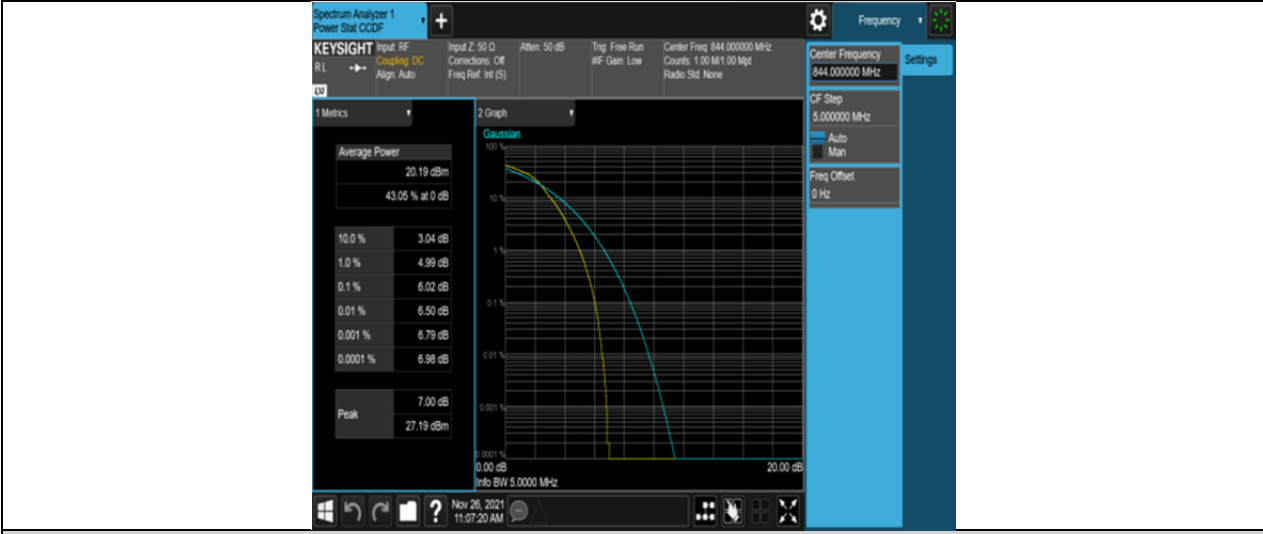 Spectrum Analyzer 1
Power Stat CCDF
+
Frequency
KEYSIGHT
RL
LW
Input: RF
Coupling: DC
Align: Auto
Input Z: 50 Ω
Corrections: Off
Freq Ref: Int (S)
Atten: 50 dB
Trig: Free Run
#IF Gain: Low
Center Freq: 844.000000 MHz
Counts: 1.00 M/1.00 Mpt
Radio Std: None
Center Frequency
844.000000 MHz
Settings
CF Step
5.000000 MHz
Auto
Man
Freq Offset
0 Hz
1 Metrics
Average Power
20.19 dBm
43.05 % at 0 dB
10.0 % 3.04 dB
1.0 % 4.99 dB
0.1 % 6.02 dB
0.01 % 6.50 dB
0.001 % 6.79 dB
0.0001 % 6.98 dB
Peak
7.00 dB
27.19 dBm
2 Graph
Gaussian
100 %
10 %
1 %
0.1 %
0.01 %
0.001 %
0.0001 %
0.00 dB 20.00 dB
Info BW 5.0000 MHz
?
Nov 26, 2021
11:07:20 AM